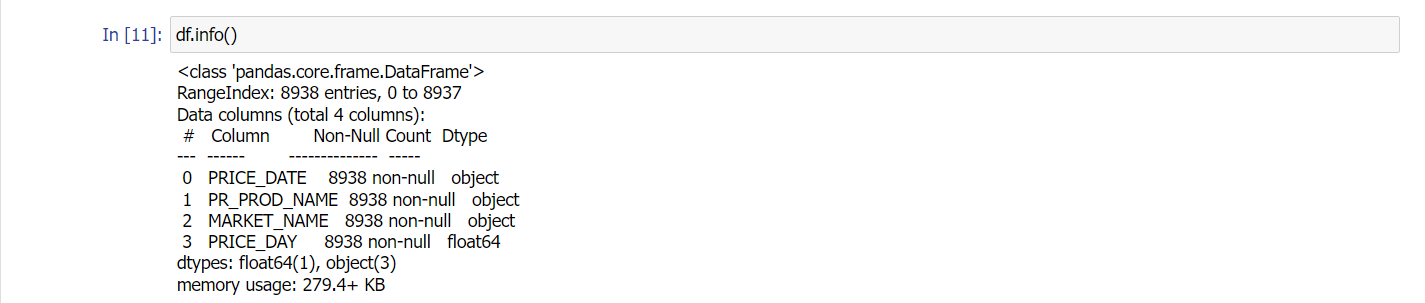 In [11]: df.info()
<class 'pandas.core.frame.DataFrame'>
RangeIndex: 8938 entries, 0 to 8937
Data columns (total 4 columns):
# Column Non-Null Count Dtype
--- ------ -------------- -----
0 PRICE_DATE 8938 non-null object
1 PR_PROD_NAME 8938 non-null object
2 MARKET_NAME 8938 non-null object
3 PRICE_DAY 8938 non-null float64
dtypes: float64(1), object(3)
memory usage: 279.4+ KB